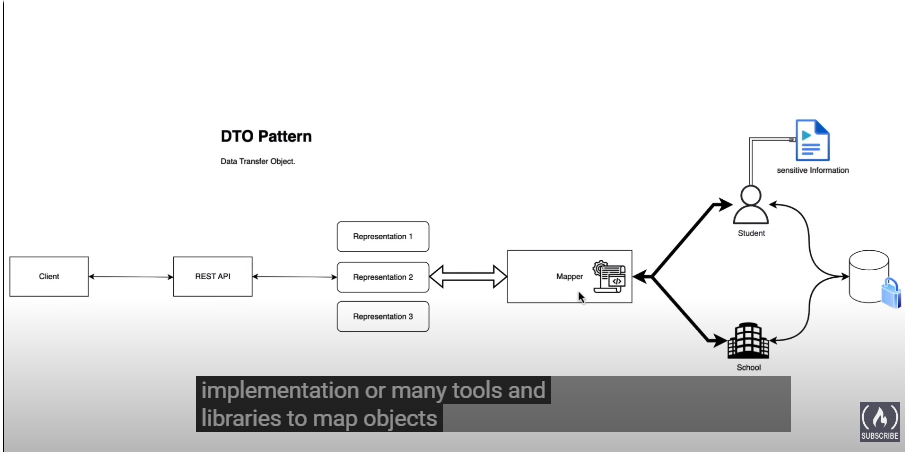 DTO Pattern
Data Transfer Object.
sensitive Information
Student
Representation 1
Client
REST API
Representation 2
Mapper
Representation 3
School
implementation or many tools and
libraries to map objects
SUBSCRIBE